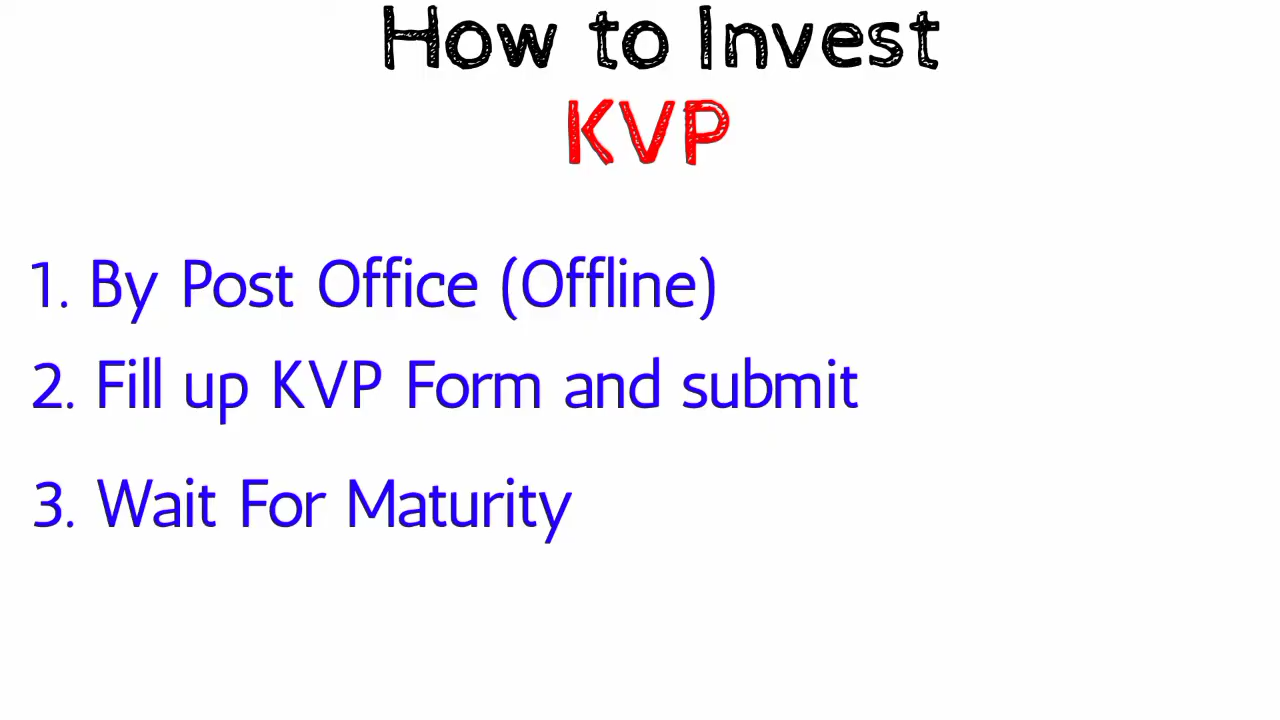 How to Invest
KVP
1. By Post Office (Offline)
2. Fill up KVP Form and submit
3. Wait For Maturity